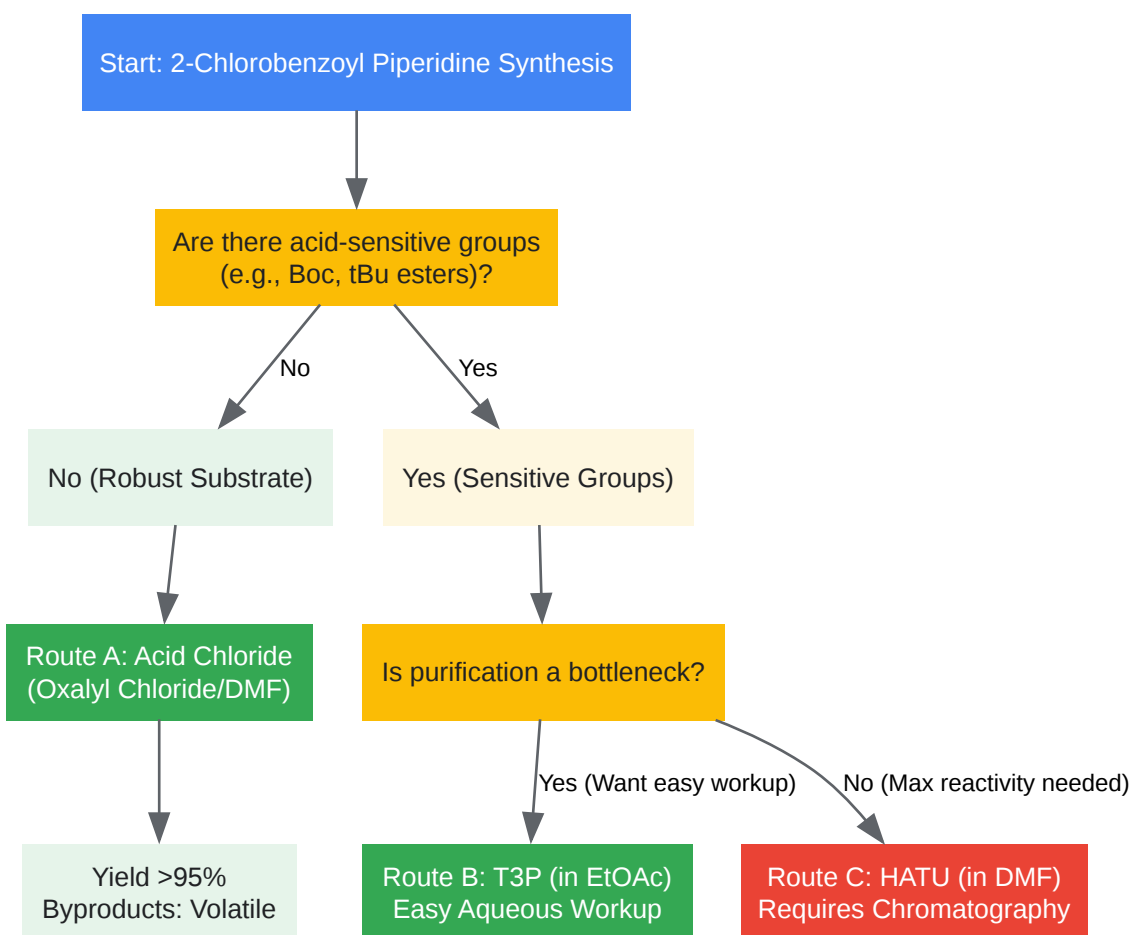 Start: 2-Chlorobenzoyl Piperidine Synthesis
Are there acid-sensitive groups
(e.g., Boc, tBu esters)?
No
Yes
No (Robust Substrate)
Yes (Sensitive Groups)
Route A: Acid Chloride
(Oxalyl Chloride/DMF)
Is purification a bottleneck?
Yes (Want easy workup)
No (Max reactivity needed)
Yield >95%
Byproducts: Volatile
Route B: T3P (in EtOAc)
Easy Aqueous Workup
Route C: HATU (in DMF)
Requires Chromatography